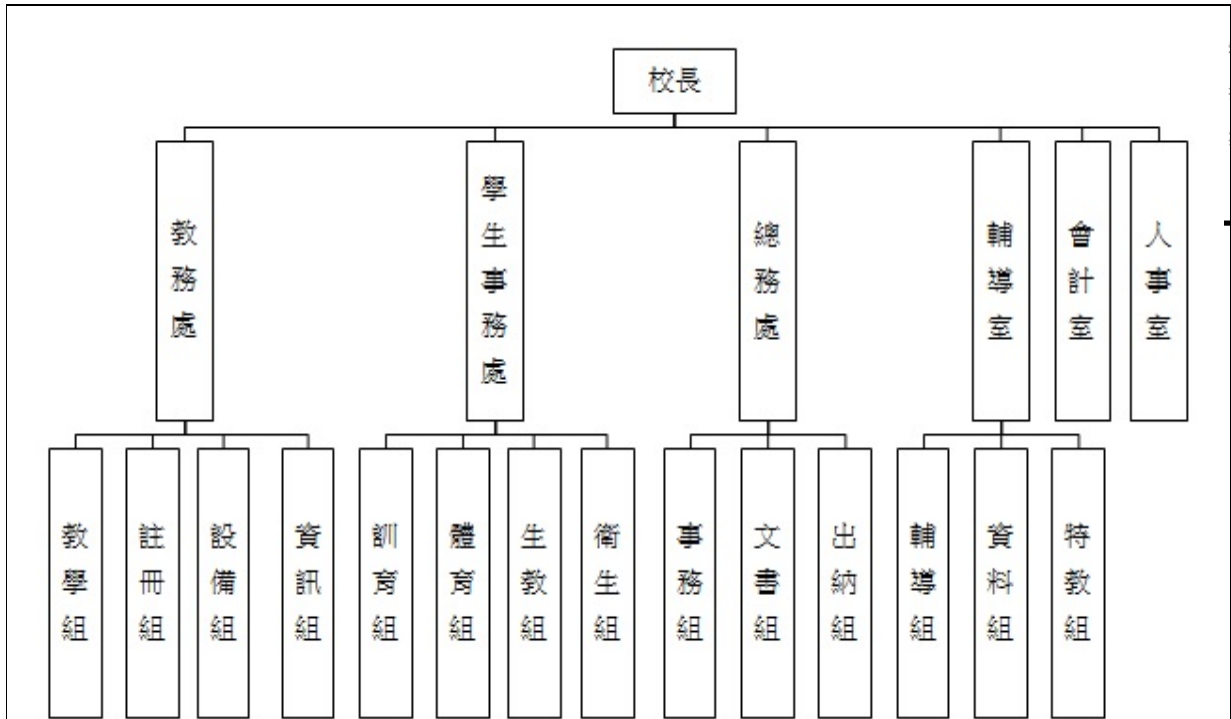 校長
教務處
學生事務處
總務處
輔導室
會計室
人事室
教學組
註冊組
設備組
資訊組
訓育組
體育組
生教組
衛生組
事務組
文書組
出納組
輔導組
資料組
特教組